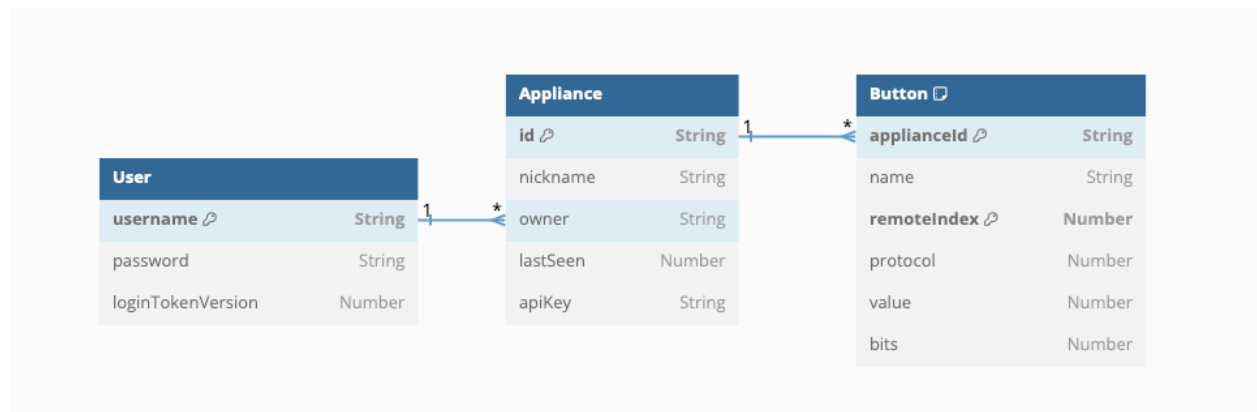 User
username String
password String
loginTokenVersion Number
1 *
Appliance
id String
nickname String
owner String
lastSeen Number
apiKey String
1 *
Button
applianceId String
name String
remoteIndex Number
protocol Number
value Number
bits Number